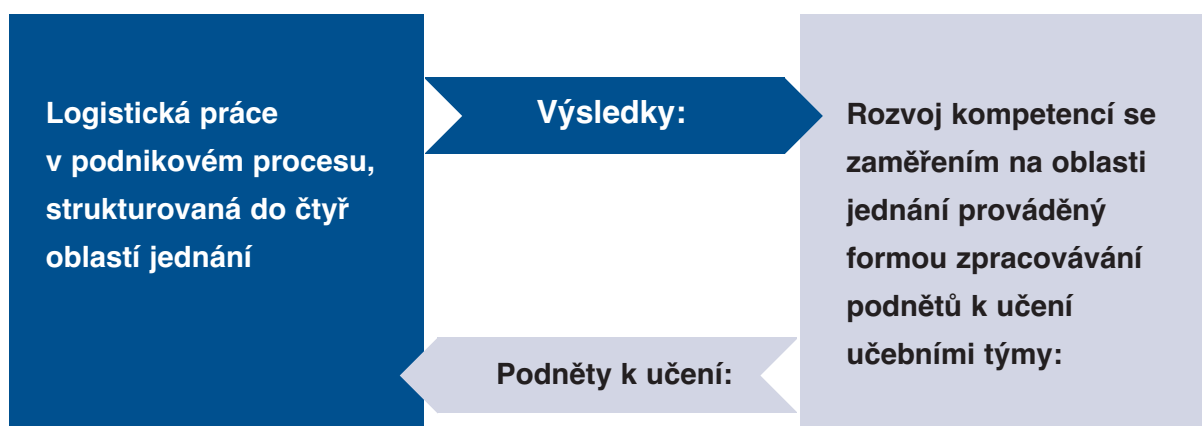 Logistická práce
v podnikovém procesu,
strukturovaná do čtyř
oblastí jednání
Výsledky:
Podněty k učení:
Rozvoj kompetencí se
zaměřením na oblasti
jednání prováděný
formou zpracovávání
podnětů k učení
učebními týmy: